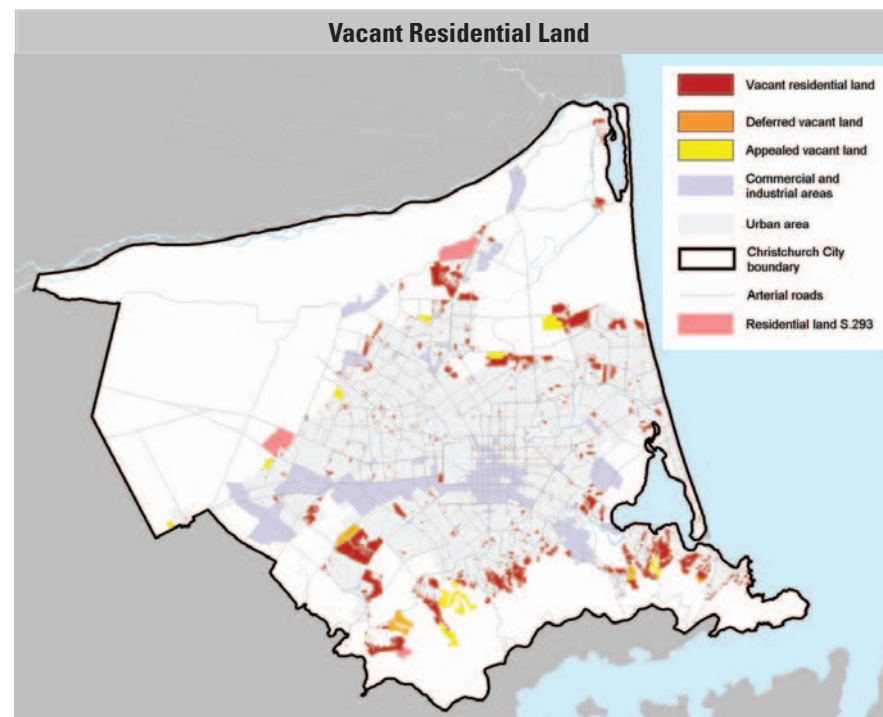 Vacant Residential Land
Vacant residential land
Deferred vacant land
Appealed vacant land
Commercial and
industrial areas
Urban area
Christchurch City
boundary
Arterial roads
Residential land S.293